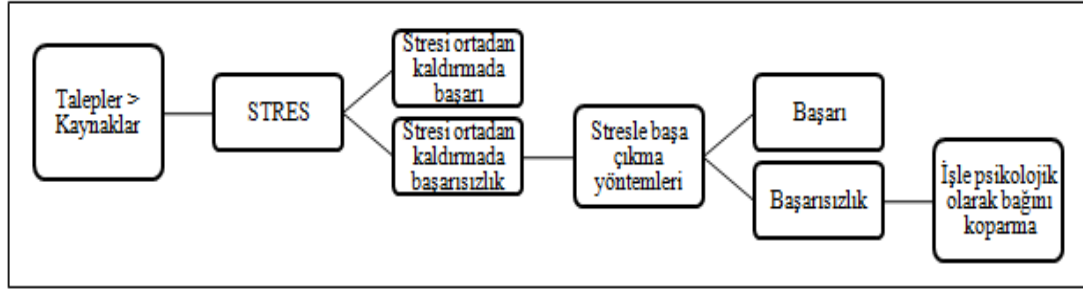 Talepler >
Kaynaklar
STRES
Stresi ortadan
kaldırmada
başarı
Stresi ortadan
kaldırmada
başarısızlık
Stresle başa
çıkma
yöntemleri
Başarı
Başarısızlık
İşle psikolojik
olarak bağını
koparma